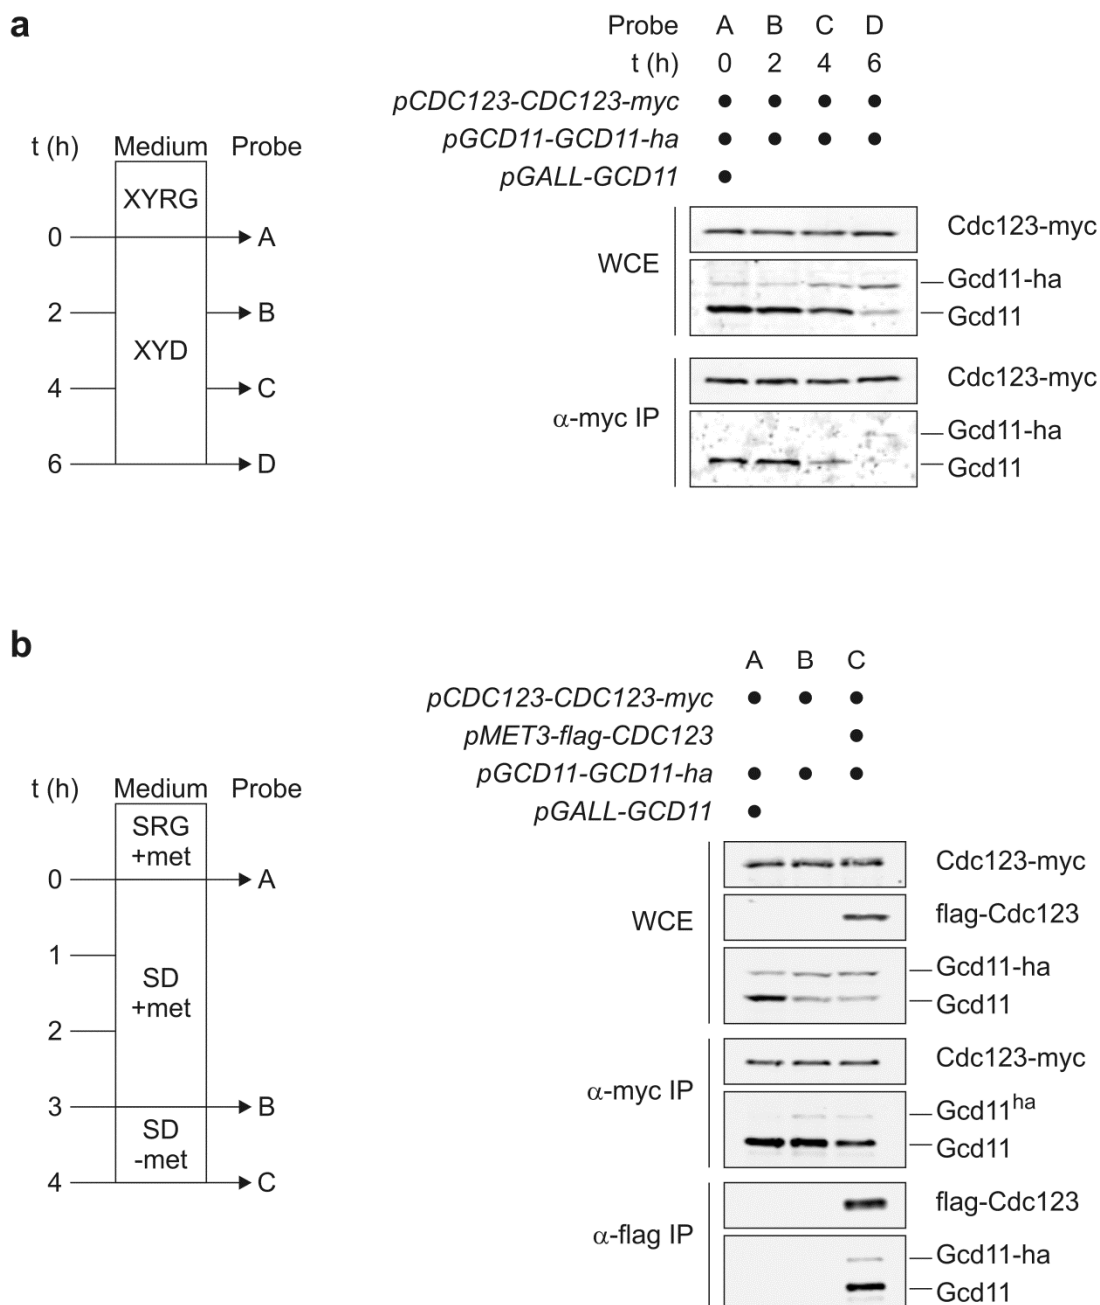 a
Probe A B C D
t (h) 0 2 4 6
pCDC123-CDC123-myc
pGCD11-GCD11-ha
pGALL-GCD11
t (h) Medium Probe
XYRG
0 A
2 B
XYD
4 C
6 D
WCE
Cdc123-myc
Gcd11-ha
Gcd11
α-myc IP
Cdc123-myc
Gcd11-ha
Gcd11
b
A B C
pCDC123-CDC123-myc
pMET3-flag-CDC123
pGCD11-GCD11-ha
pGALL-GCD11
t (h) Medium Probe
SRG
+met
0 A
1
SD
+met
2
3 B
SD
-met
4 C
WCE
Cdc123-myc
flag-Cdc123
Gcd11-ha
Gcd11
α-myc IP
Cdc123-myc
Gcd11ha
Gcd11
α-flag IP
flag-Cdc123
Gcd11-ha
Gcd11